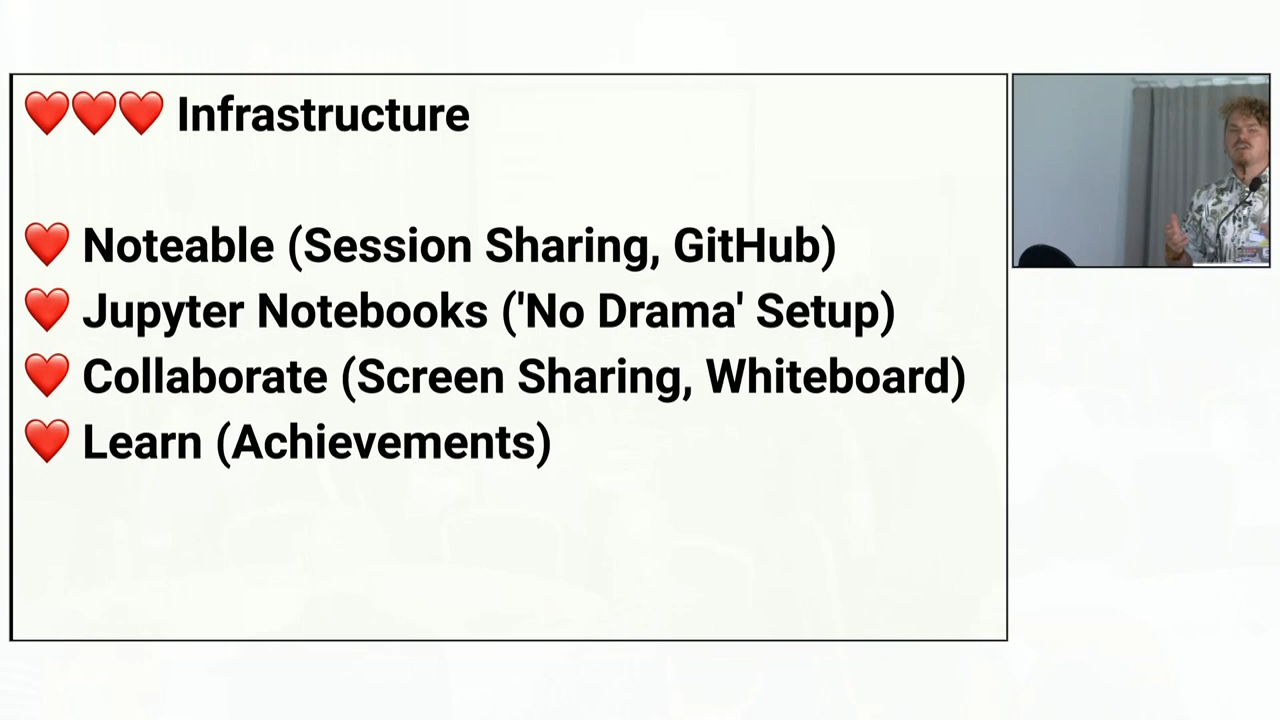 ❤️❤️❤️ Infrastructure
❤️ Noteable (Session Sharing, GitHub)
❤️ Jupyter Notebooks ('No Drama' Setup)
❤️ Collaborate (Screen Sharing, Whiteboard)
❤️ Learn (Achievements)